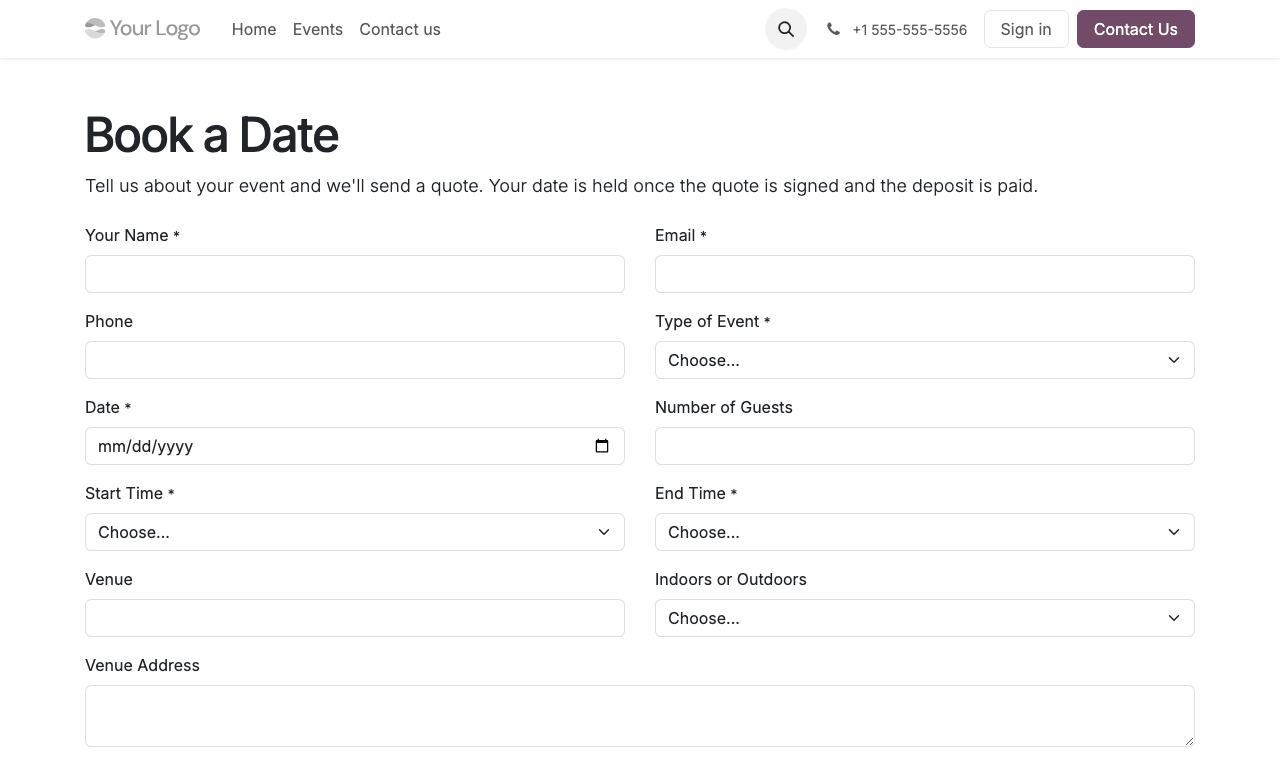 Your Logo Home Events Contact us +1 555-555-5556 Sign in Contact Us
Book a Date
Tell us about your event and we'll send a quote. Your date is held once the quote is signed and the deposit is paid.
Your Name * Email *
Phone Type of Event *
Choose...
Date * Number of Guests
mm/dd/yyyy
Start Time * End Time *
Choose... Choose...
Venue Indoors or Outdoors
Choose...
Venue Address